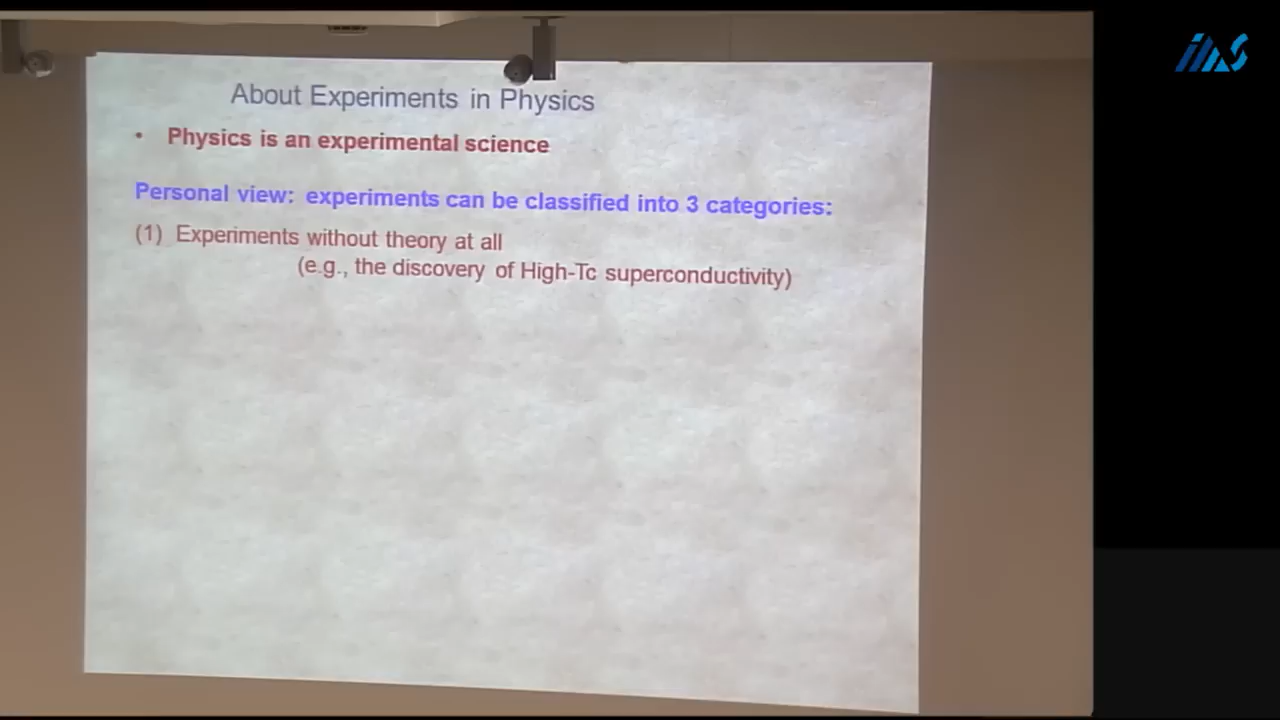 IAS
About Experiments in Physics
• Physics is an experimental science
Personal view: experiments can be classified into 3 categories:
(1) Experiments without theory at all
(e.g., the discovery of High-Tc superconductivity)